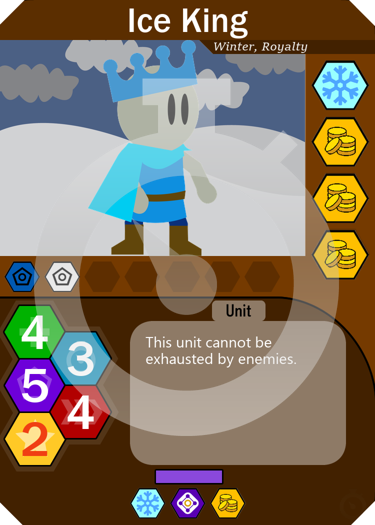 Ice King
Winter, Royalty
Unit
This unit cannot be
exhausted by enemies.
4
3
5
4
2